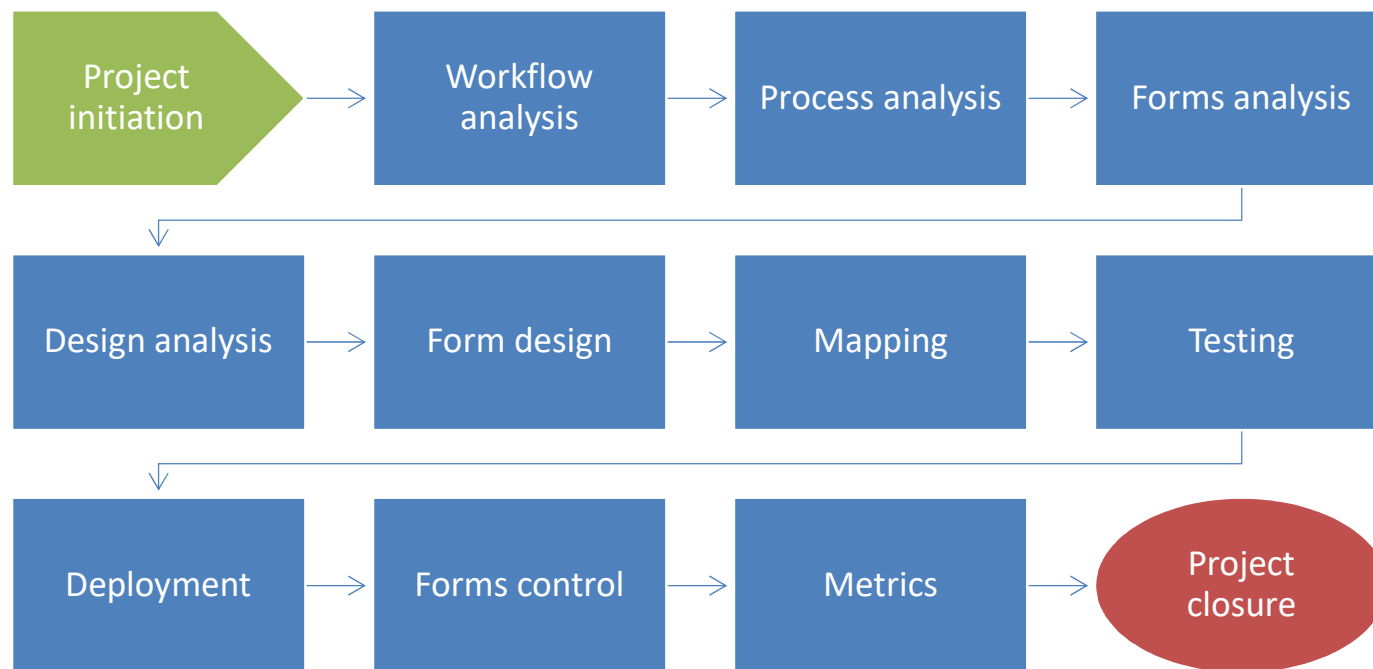 Project
initiation
Workflow
analysis
Process analysis
Forms analysis
Design analysis
Form design
Mapping
Testing
Deployment
Forms control
Metrics
Project
closure